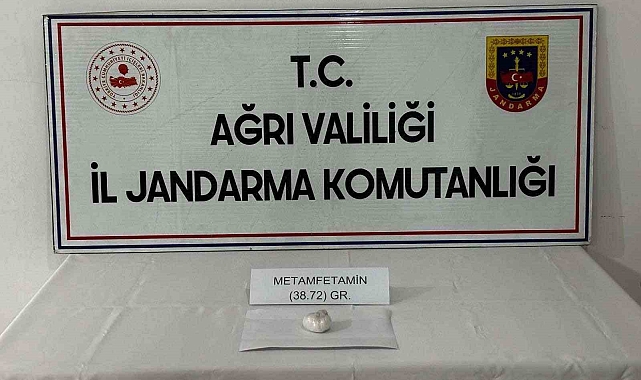 T.C.
AĞRI VALİLİĞİ
İL JANDARMA KOMUTANLIĞI
JANDARMA
METAMFETAMİN
(38.72) GR.